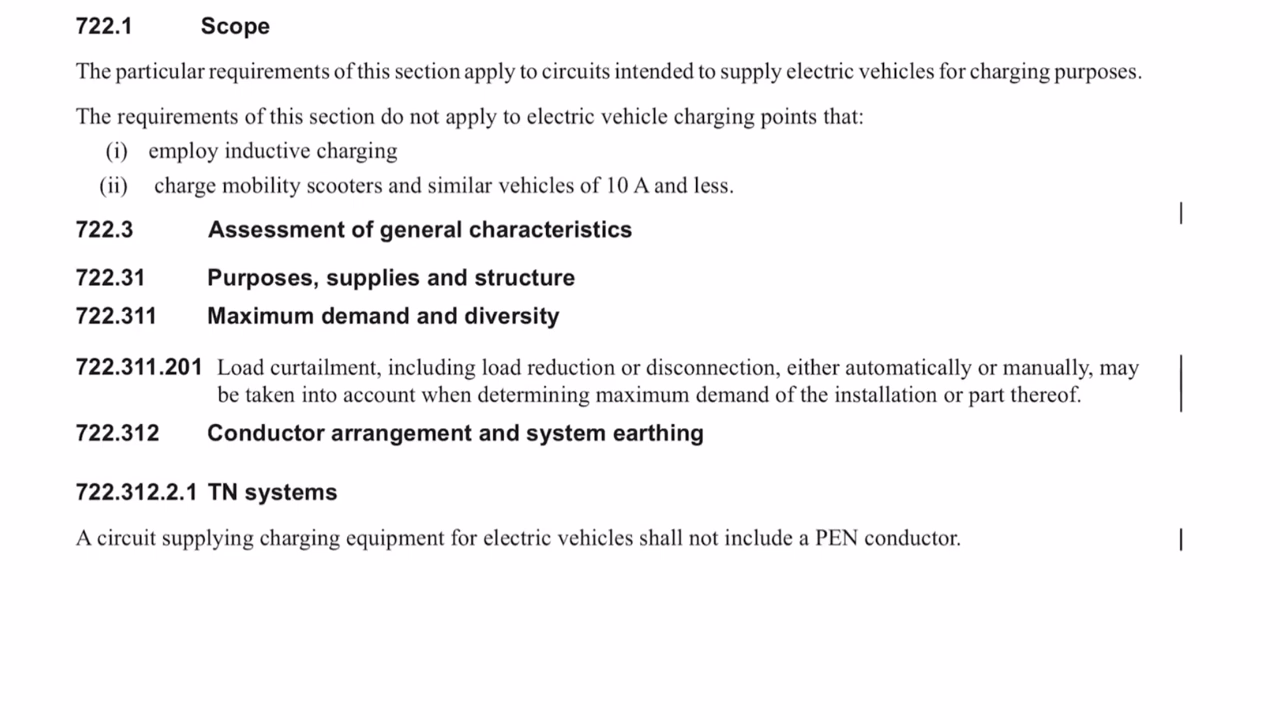 722.1 Scope
The particular requirements of this section apply to circuits intended to supply electric vehicles for charging purposes.
The requirements of this section do not apply to electric vehicle charging points that:
(i) employ inductive charging
(ii) charge mobility scooters and similar vehicles of 10 A and less.
722.3 Assessment of general characteristics
722.31 Purposes, supplies and structure
722.311 Maximum demand and diversity
722.311.201 Load curtailment, including load reduction or disconnection, either automatically or manually, may
be taken into account when determining maximum demand of the installation or part thereof.
722.312 Conductor arrangement and system earthing
722.312.2.1 TN systems
A circuit supplying charging equipment for electric vehicles shall not include a PEN conductor.